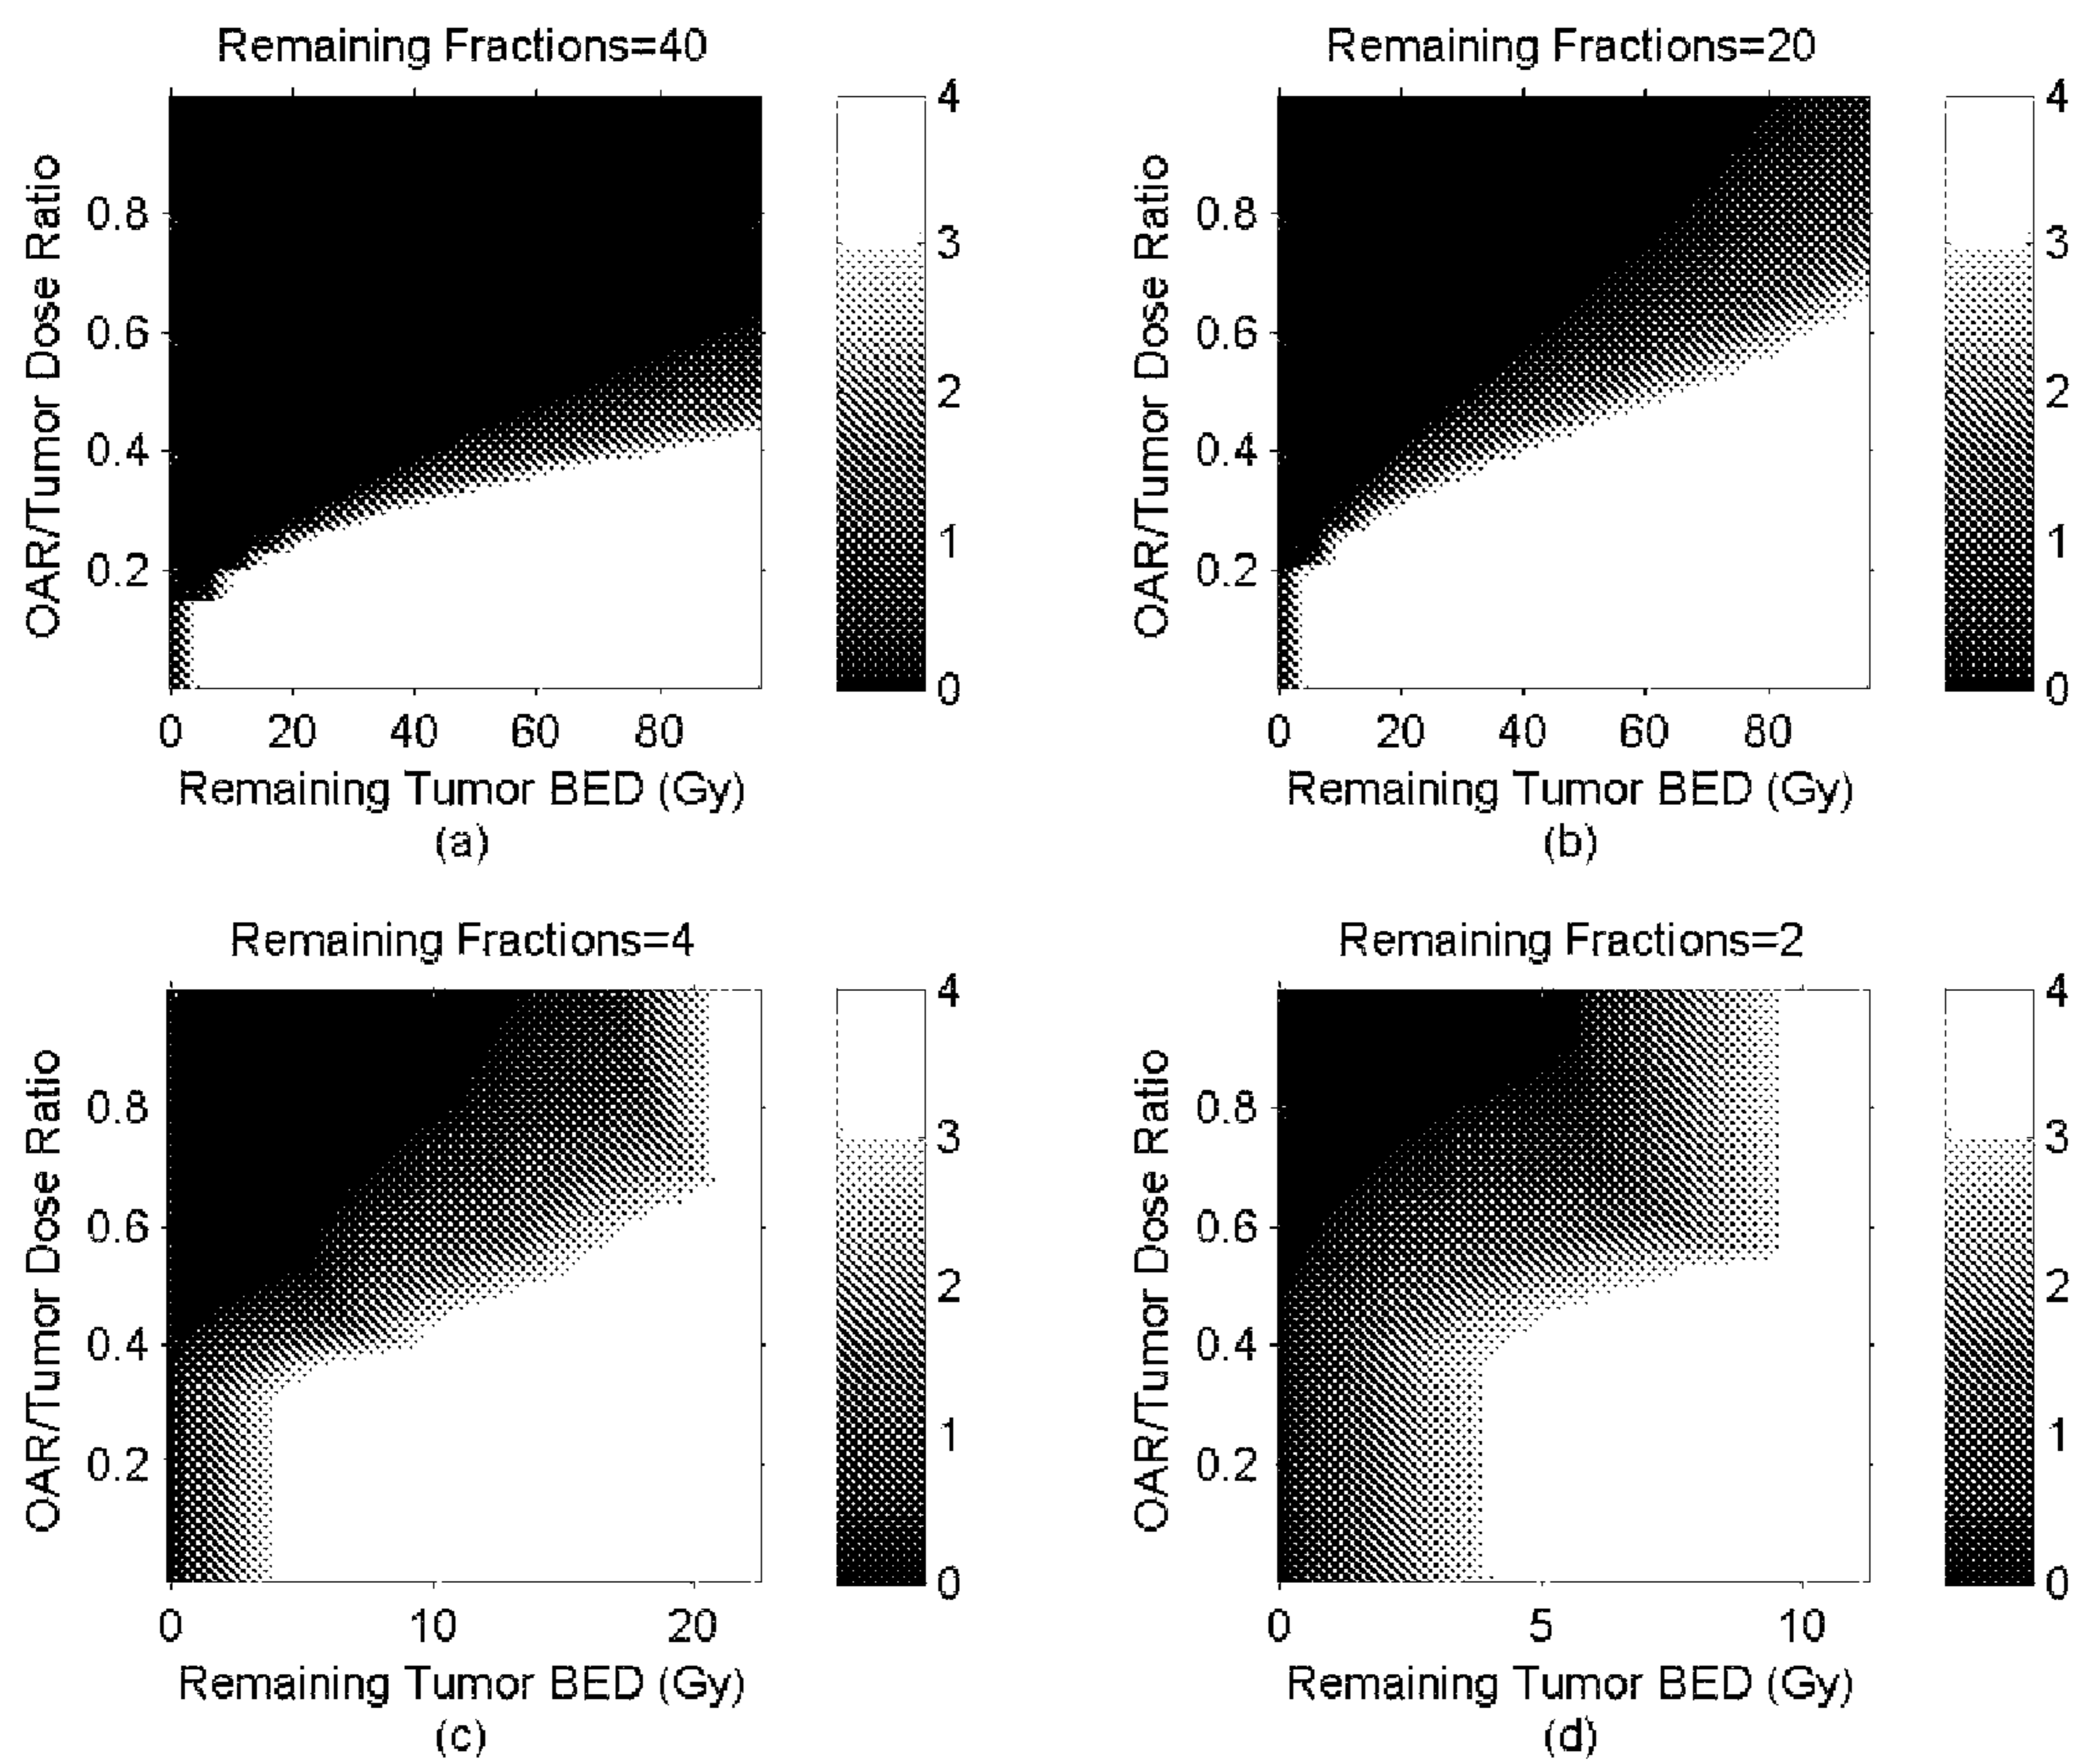 Remaining Fractions=40
OAR/Tumor Dose Ratio
0.8
0.6
0.4
0.2
0 20 40 60 80
Remaining Tumor BED (Gy)
(a)
4
3
2
1
0
Remaining Fractions=20
OAR/Tumor Dose Ratio
0.8
0.6
0.4
0.2
0 20 40 60 80
Remaining Tumor BED (Gy)
(b)
4
3
2
1
0
Remaining Fractions=4
OAR/Tumor Dose Ratio
0.8
0.6
0.4
0.2
0 10 20
Remaining Tumor BED (Gy)
(c)
4
3
2
1
0
Remaining Fractions=2
OAR/Tumor Dose Ratio
0.8
0.6
0.4
0.2
0 5 10
Remaining Tumor BED (Gy)
(d)
4
3
2
1
0